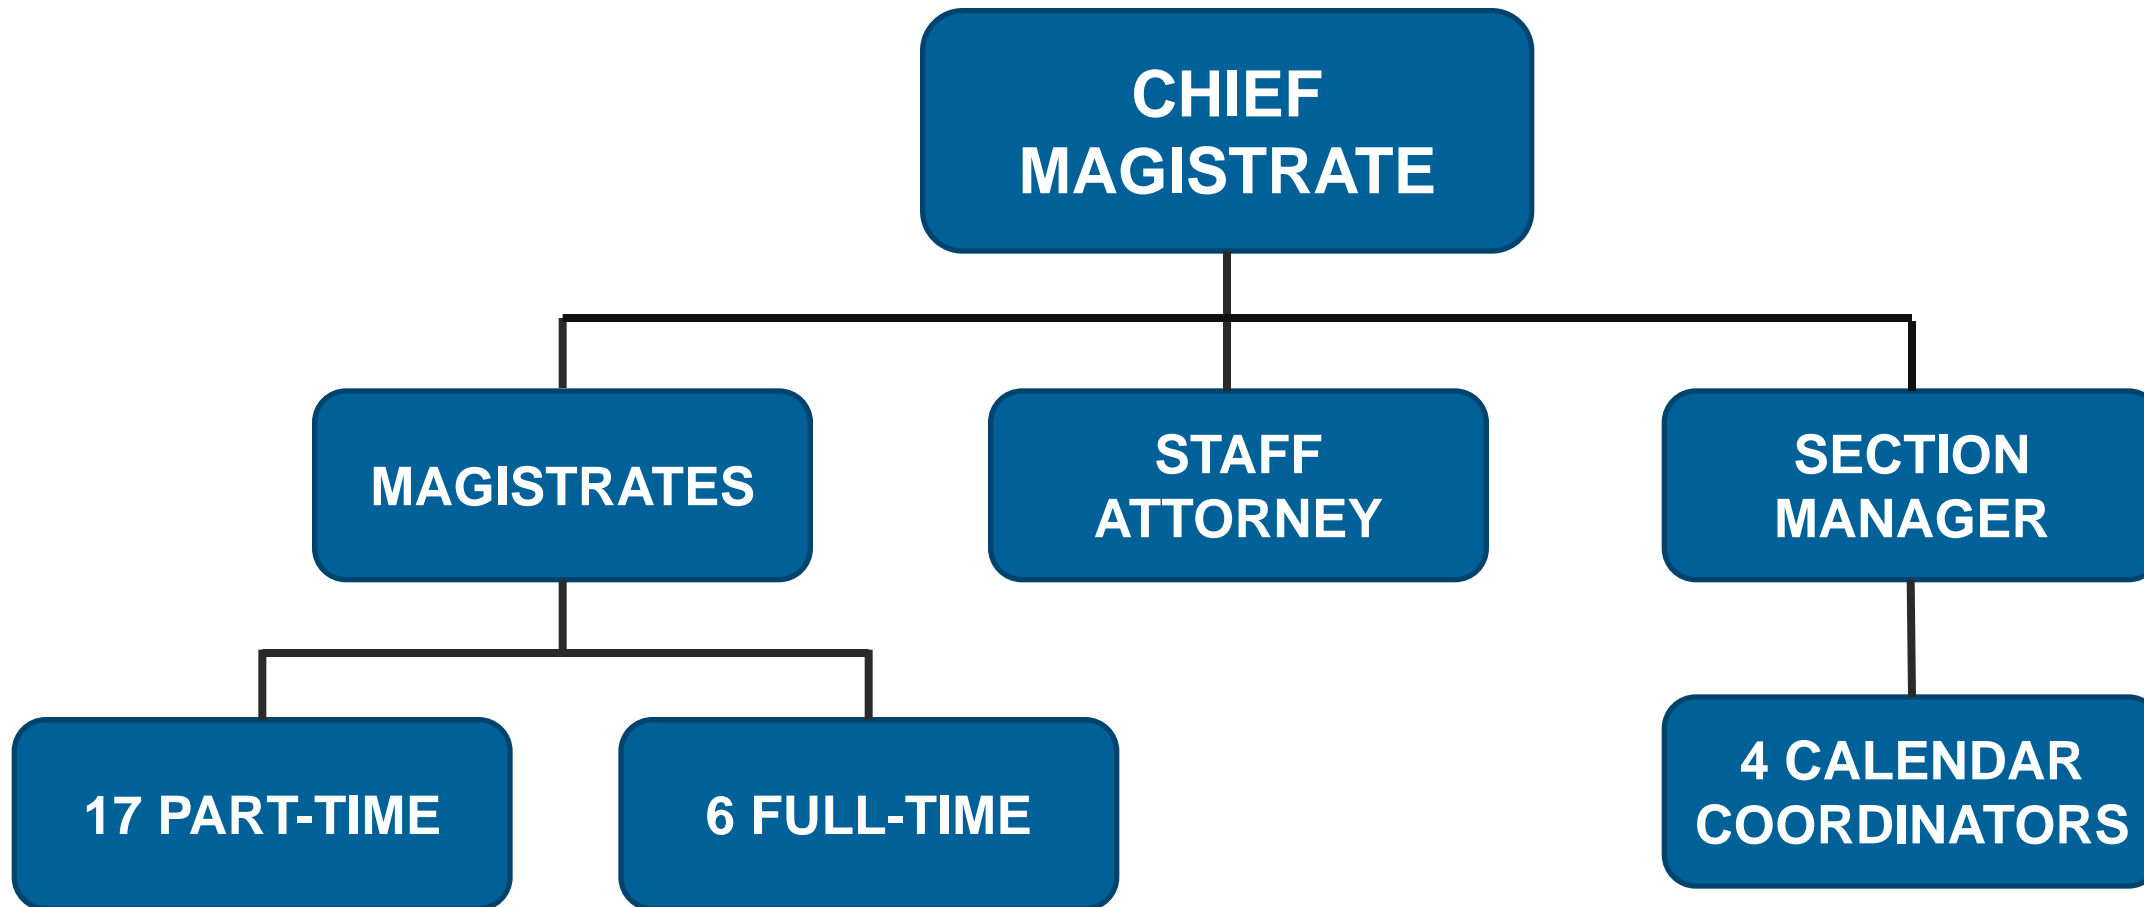 CHIEF
MAGISTRATE
MAGISTRATES
STAFF
ATTORNEY
SECTION
MANAGER
17 PART-TIME
6 FULL-TIME
4 CALENDAR
COORDINATORS